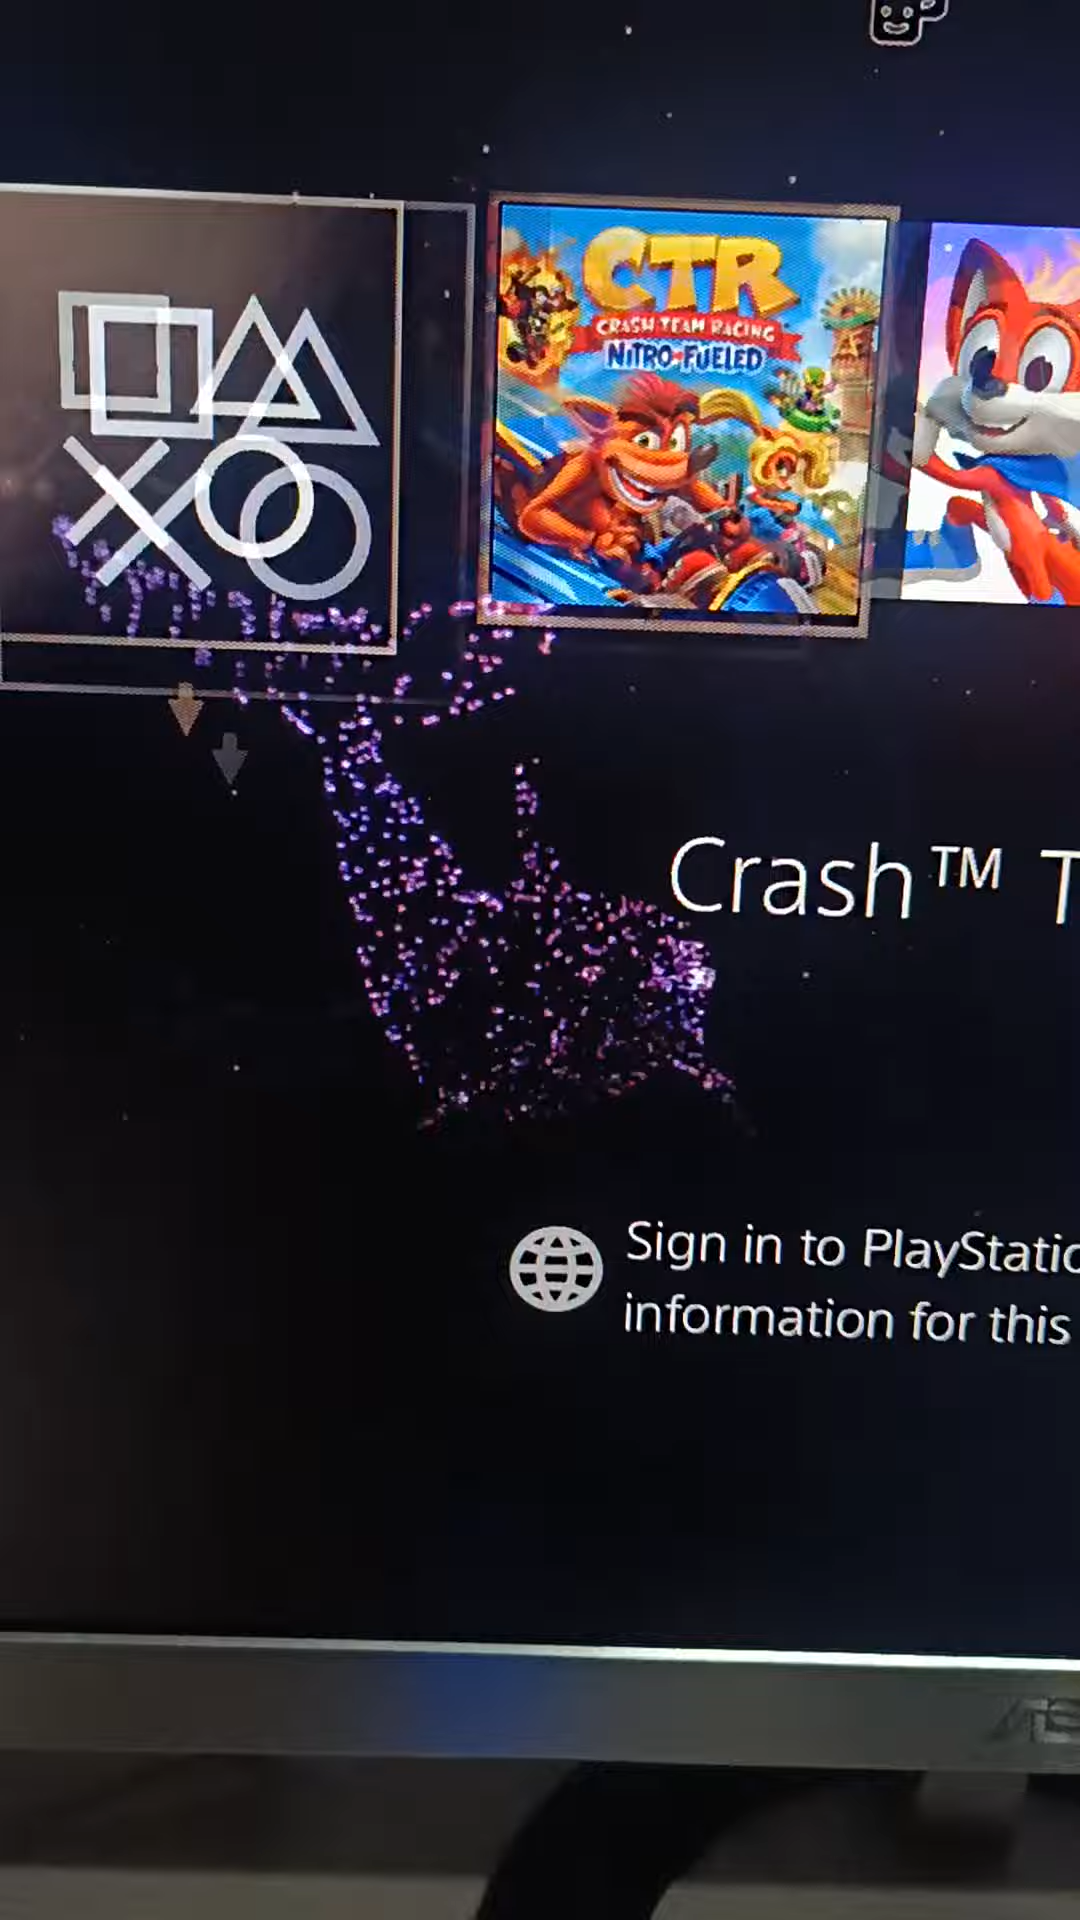 CTR
CRASH TEAM RACING
NITRO-FUELED
Crash™ T
Sign in to PlayStatio
information for this